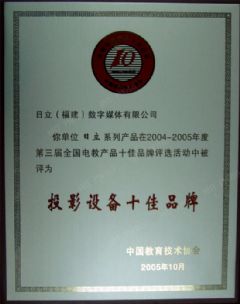 10
日立（福建）数字媒体有限公司
你单位 日立 系列产品在2004-2005年度
第三届全国电教产品十佳品牌评选活动中被
评为
投影设备十佳品牌
中国教育技术协会
2005年10月